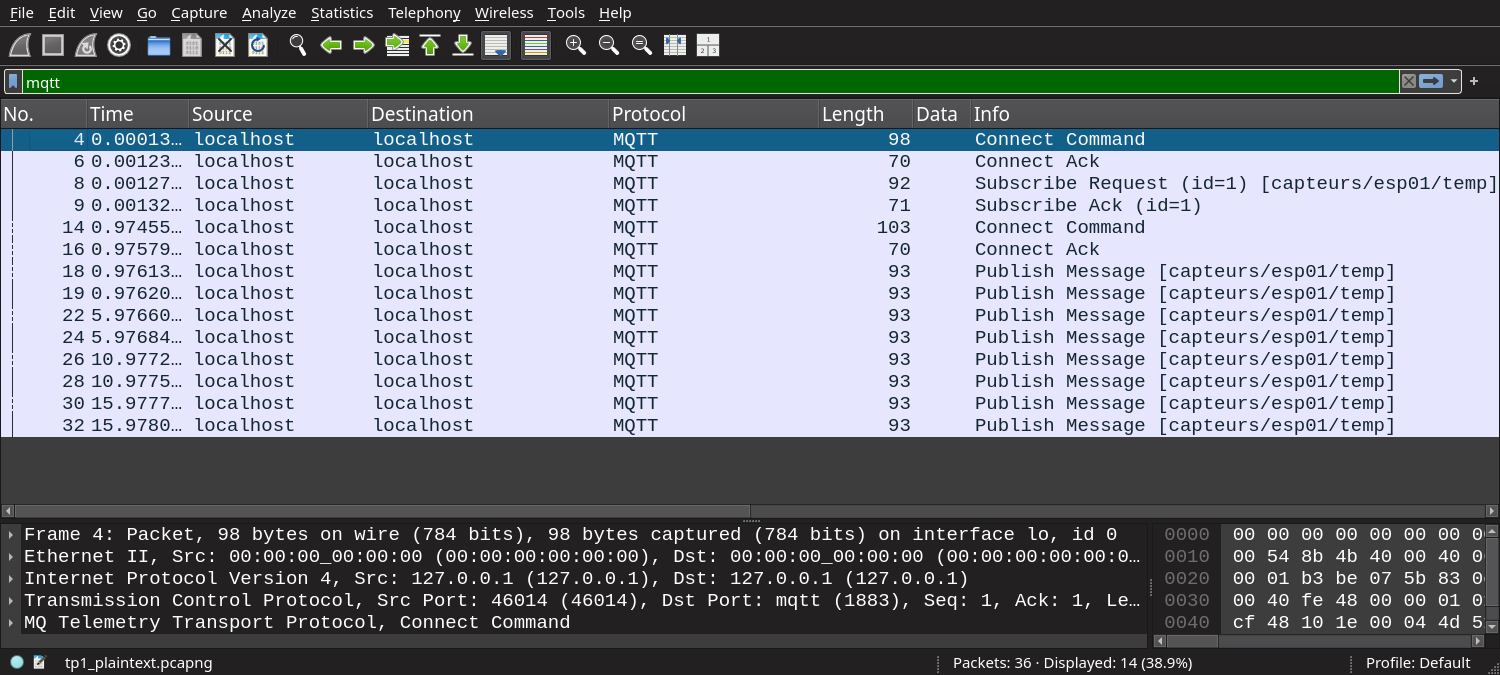 File Edit View Go Capture Analyze Statistics Telephony Wireless Tools Help
mqtt
No. Time Source Destination Protocol Length Data Info
4 0.00013… localhost localhost MQTT 98 Connect Command
6 0.00123… localhost localhost MQTT 70 Connect Ack
8 0.00127… localhost localhost MQTT 92 Subscribe Request (id=1) [capteurs/esp01/temp]
9 0.00132… localhost localhost MQTT 71 Subscribe Ack (id=1)
14 0.97455… localhost localhost MQTT 103 Connect Command
16 0.97579… localhost localhost MQTT 70 Connect Ack
18 0.97613… localhost localhost MQTT 93 Publish Message [capteurs/esp01/temp]
19 0.97620… localhost localhost MQTT 93 Publish Message [capteurs/esp01/temp]
22 5.97660… localhost localhost MQTT 93 Publish Message [capteurs/esp01/temp]
24 5.97684… localhost localhost MQTT 93 Publish Message [capteurs/esp01/temp]
26 10.9772… localhost localhost MQTT 93 Publish Message [capteurs/esp01/temp]
28 10.9775… localhost localhost MQTT 93 Publish Message [capteurs/esp01/temp]
30 15.9777… localhost localhost MQTT 93 Publish Message [capteurs/esp01/temp]
32 15.9780… localhost localhost MQTT 93 Publish Message [capteurs/esp01/temp]
Frame 4: Packet, 98 bytes on wire (784 bits), 98 bytes captured (784 bits) on interface lo, id 0
Ethernet II, Src: 00:00:00_00:00:00 (00:00:00:00:00:00), Dst: 00:00:00_00:00:00 (00:00:00:00:00:0…
Internet Protocol Version 4, Src: 127.0.0.1 (127.0.0.1), Dst: 127.0.0.1 (127.0.0.1)
Transmission Control Protocol, Src Port: 46014 (46014), Dst Port: mqtt (1883), Seq: 1, Ack: 1, Le…
MQ Telemetry Transport Protocol, Connect Command
0000 00 00 00 00 00 00 00
0010 00 54 8b 4b 40 00 40
0020 00 01 b3 be 07 5b 83
0030 00 40 fe 48 00 00 01
0040 cf 48 10 1e 00 04 4d
tp1_plaintext.pcapng
Packets: 36 · Displayed: 14 (38.9%)
Profile: Default